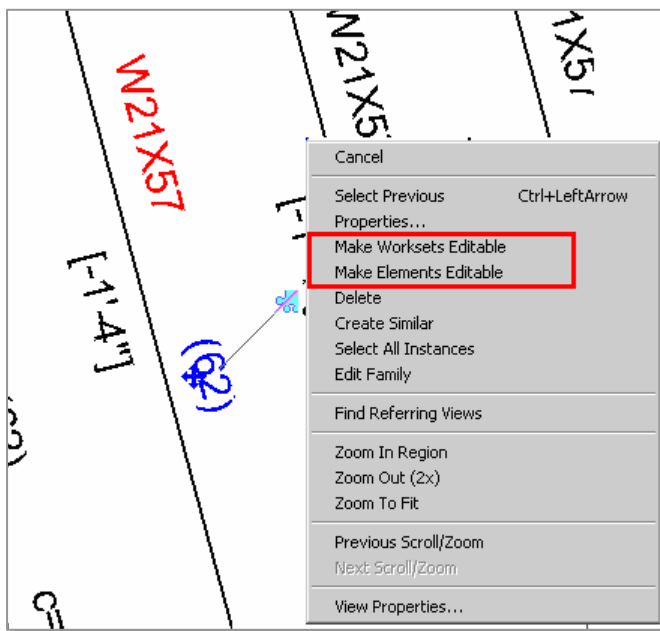 W21X57
W21X5
1X5
[-1'4"]
(62)
c=
Cancel
Select Previous Ctrl+LeftArrow
Properties...
Make Worksets Editable
Make Elements Editable
Delete
Create Similar
Select All Instances
Edit Family
Find Referring Views
Zoom In Region
Zoom Out (2x)
Zoom To Fit
Previous Scroll/Zoom
Next Scroll/Zoom
View Properties...